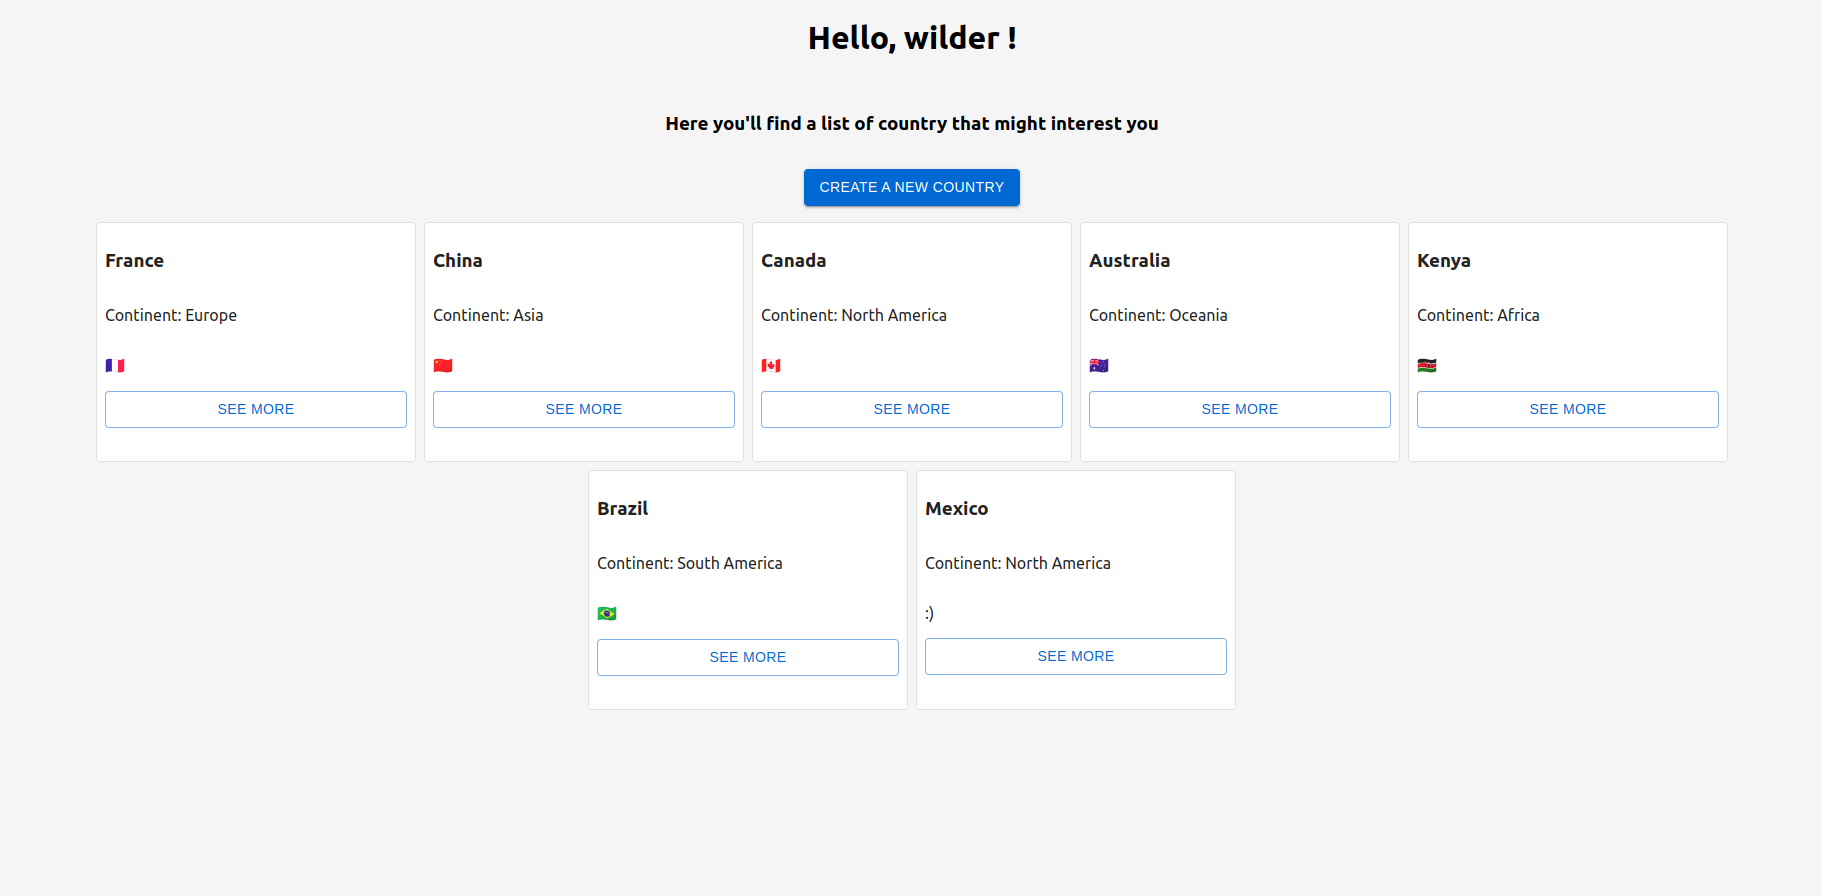 Hello, wilder !
Here you'll find a list of country that might interest you
CREATE A NEW COUNTRY
France
Continent: Europe
🇫🇷
SEE MORE
China
Continent: Asia
🇨🇳
SEE MORE
Canada
Continent: North America
🇨🇦
SEE MORE
Australia
Continent: Oceania
🇦🇺
SEE MORE
Kenya
Continent: Africa
🇰🇪
SEE MORE
Brazil
Continent: South America
🇧🇷
SEE MORE
Mexico
Continent: North America
:)
SEE MORE